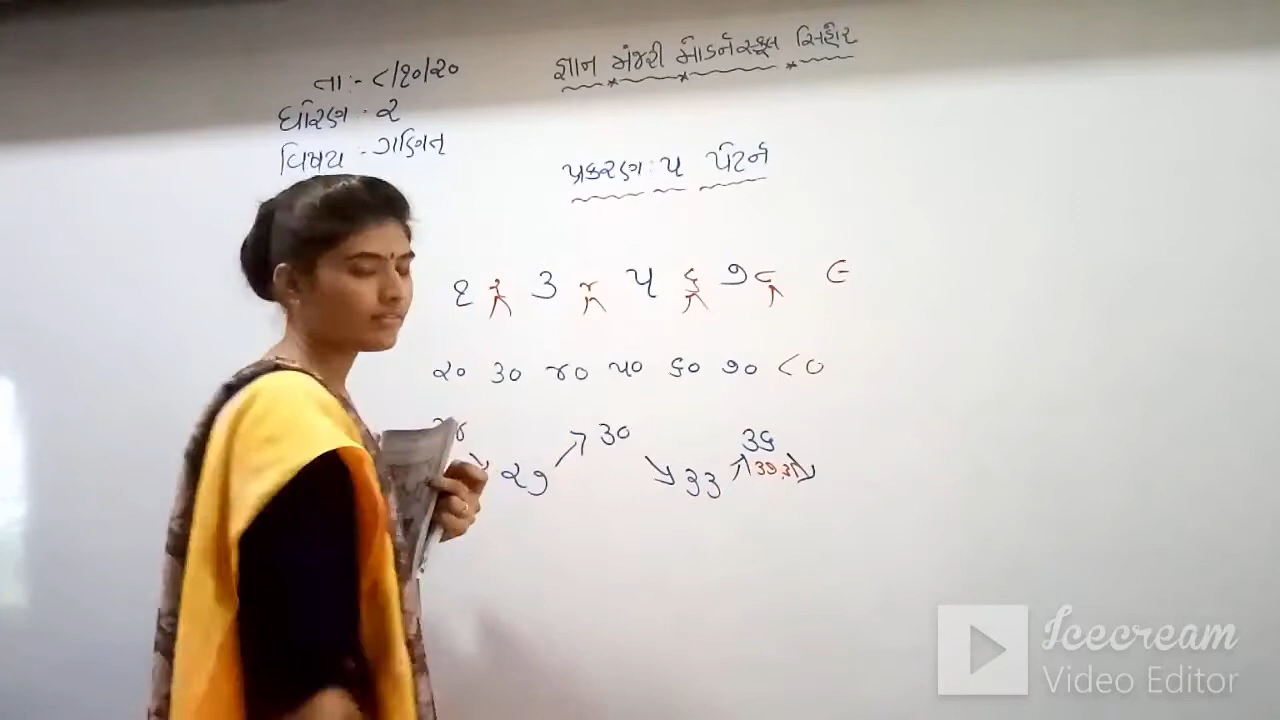 જ્ઞાન મંજરી મોડર્ન સ્કૂલ સિહોર
તા:- ૮/૧૦/૨૦
ધોરણ : ૨
વિષય :- ગણિત
પ્રકરણ : ૫ પેટર્ન
૧ ૨ ૩ ૪ ૫ ૬ ૭ ૮ ૯
૨૦ ૩૦ ૪૦ ૫૦ ૬૦ ૭૦ ૮૦
૨૭ ૩૦ ૩૩ ૩૬ ૩૭
Icecream
Video Editor